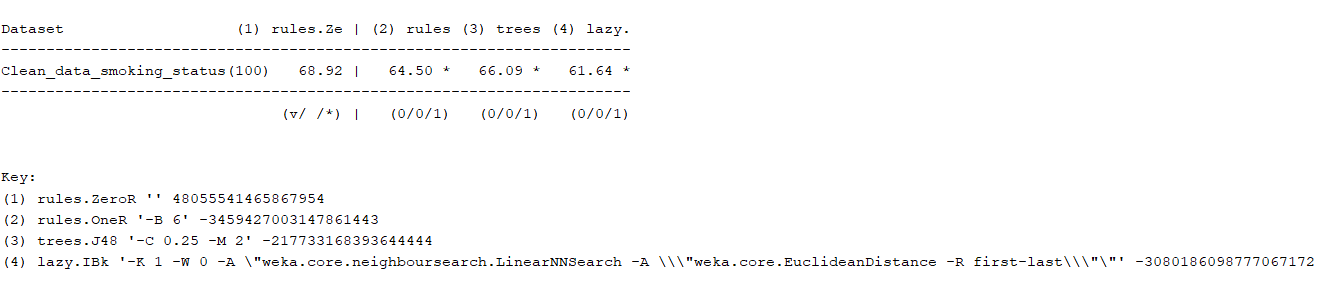 Dataset                   (1) rules.Ze | (2) rules (3) trees (4) lazy.
----------------------------------------------------------------------
Clean_data_smoking_status(100)   68.92 |   64.50 *   66.09 *   61.64 *
----------------------------------------------------------------------
                               (v/ /*) |   (0/0/1)   (0/0/1)   (0/0/1)
Key:
(1) rules.ZeroR '' 48055541465867954
(2) rules.OneR '-B 6' -3459427003147861443
(3) trees.J48 '-C 0.25 -M 2' -217733168393644444
(4) lazy.IBk '-K 1 -W 0 -A \"weka.core.neighboursearch.LinearNNSearch -A \\\"weka.core.EuclideanDistance -R first-last\\\"\"' -3080186098777067172